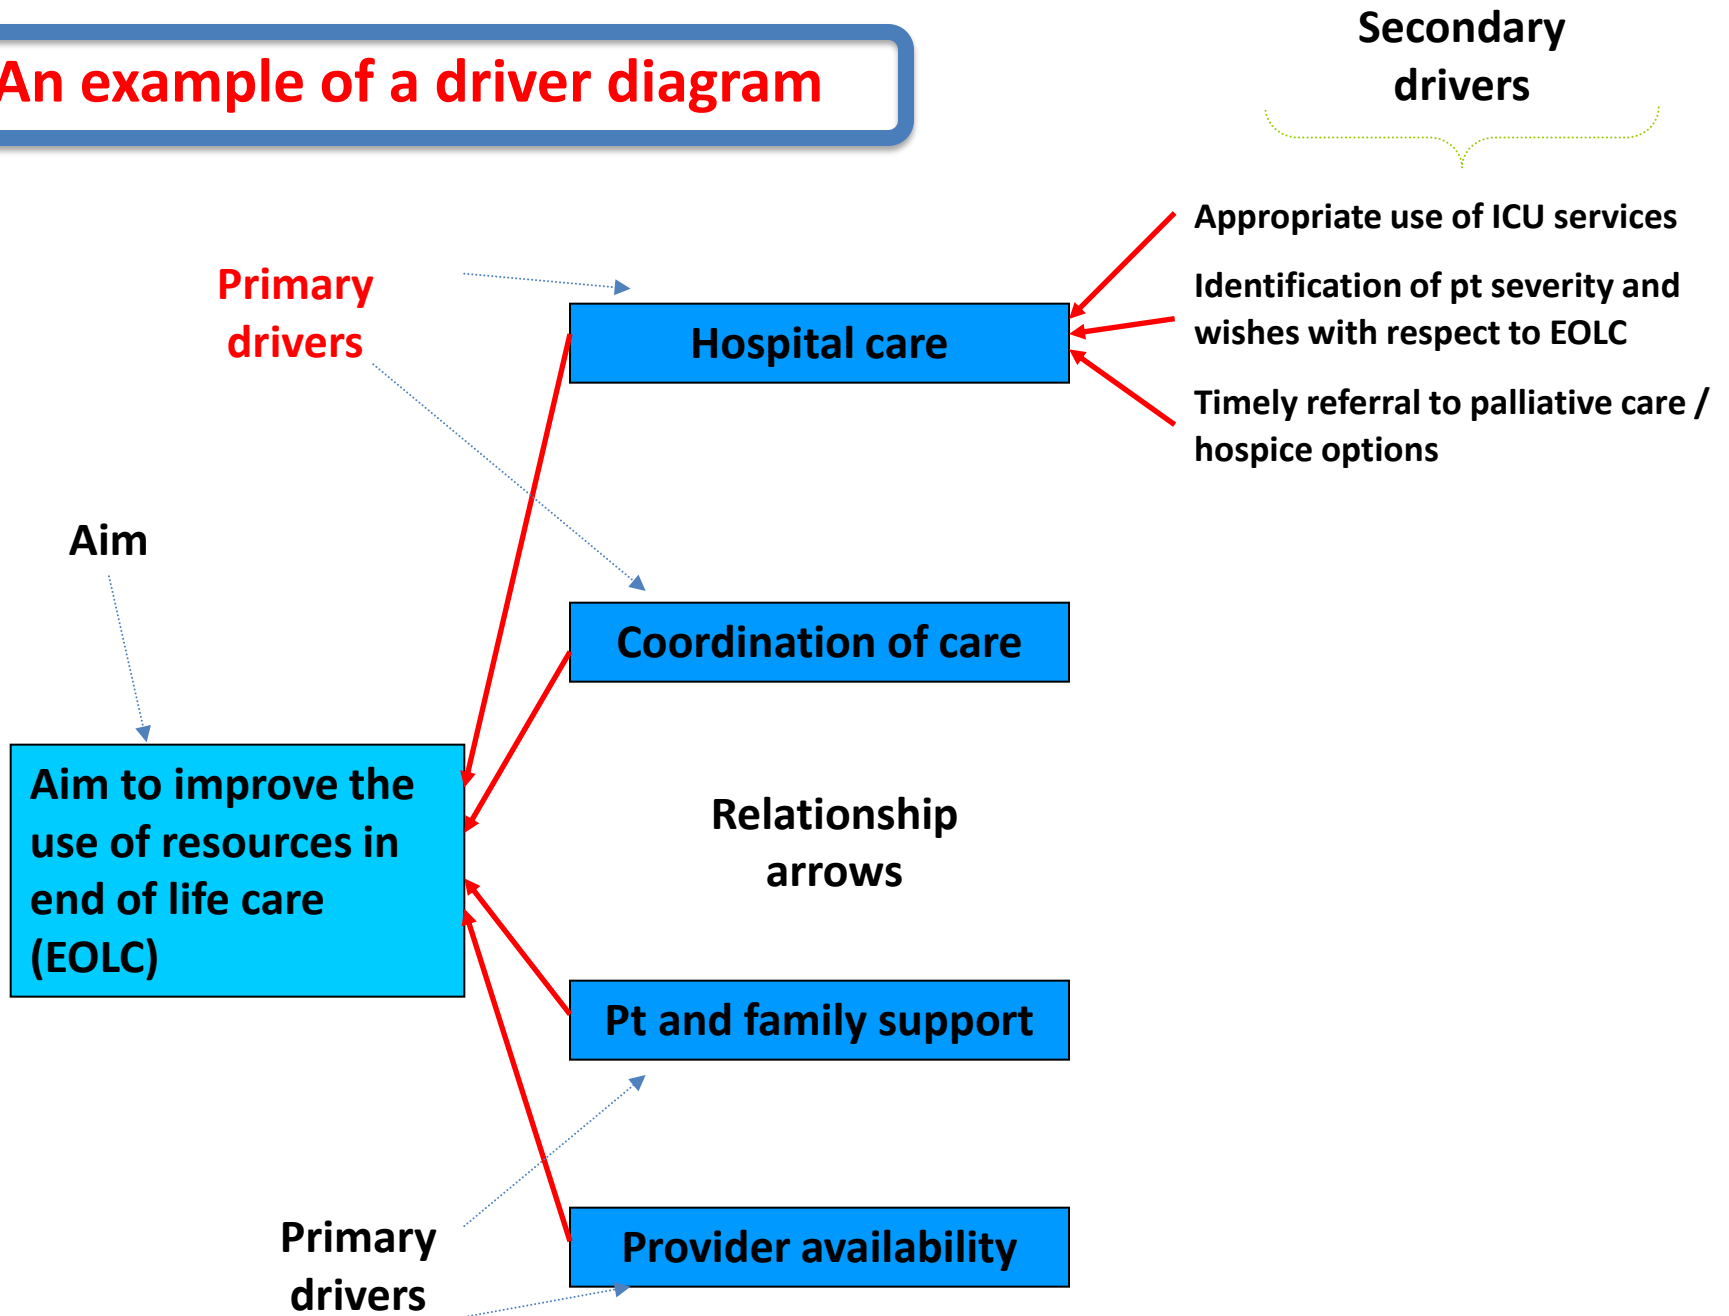 An example of a driver diagram
Secondary
drivers
Appropriate use of ICU services
Identification of pt severity and
wishes with respect to EOLC
Timely referral to palliative care /
hospice options
Primary
drivers
Hospital care
Aim
Coordination of care
Aim to improve the
use of resources in
end of life care
(EOLC)
Relationship
arrows
Pt and family support
Primary
drivers
Provider availability